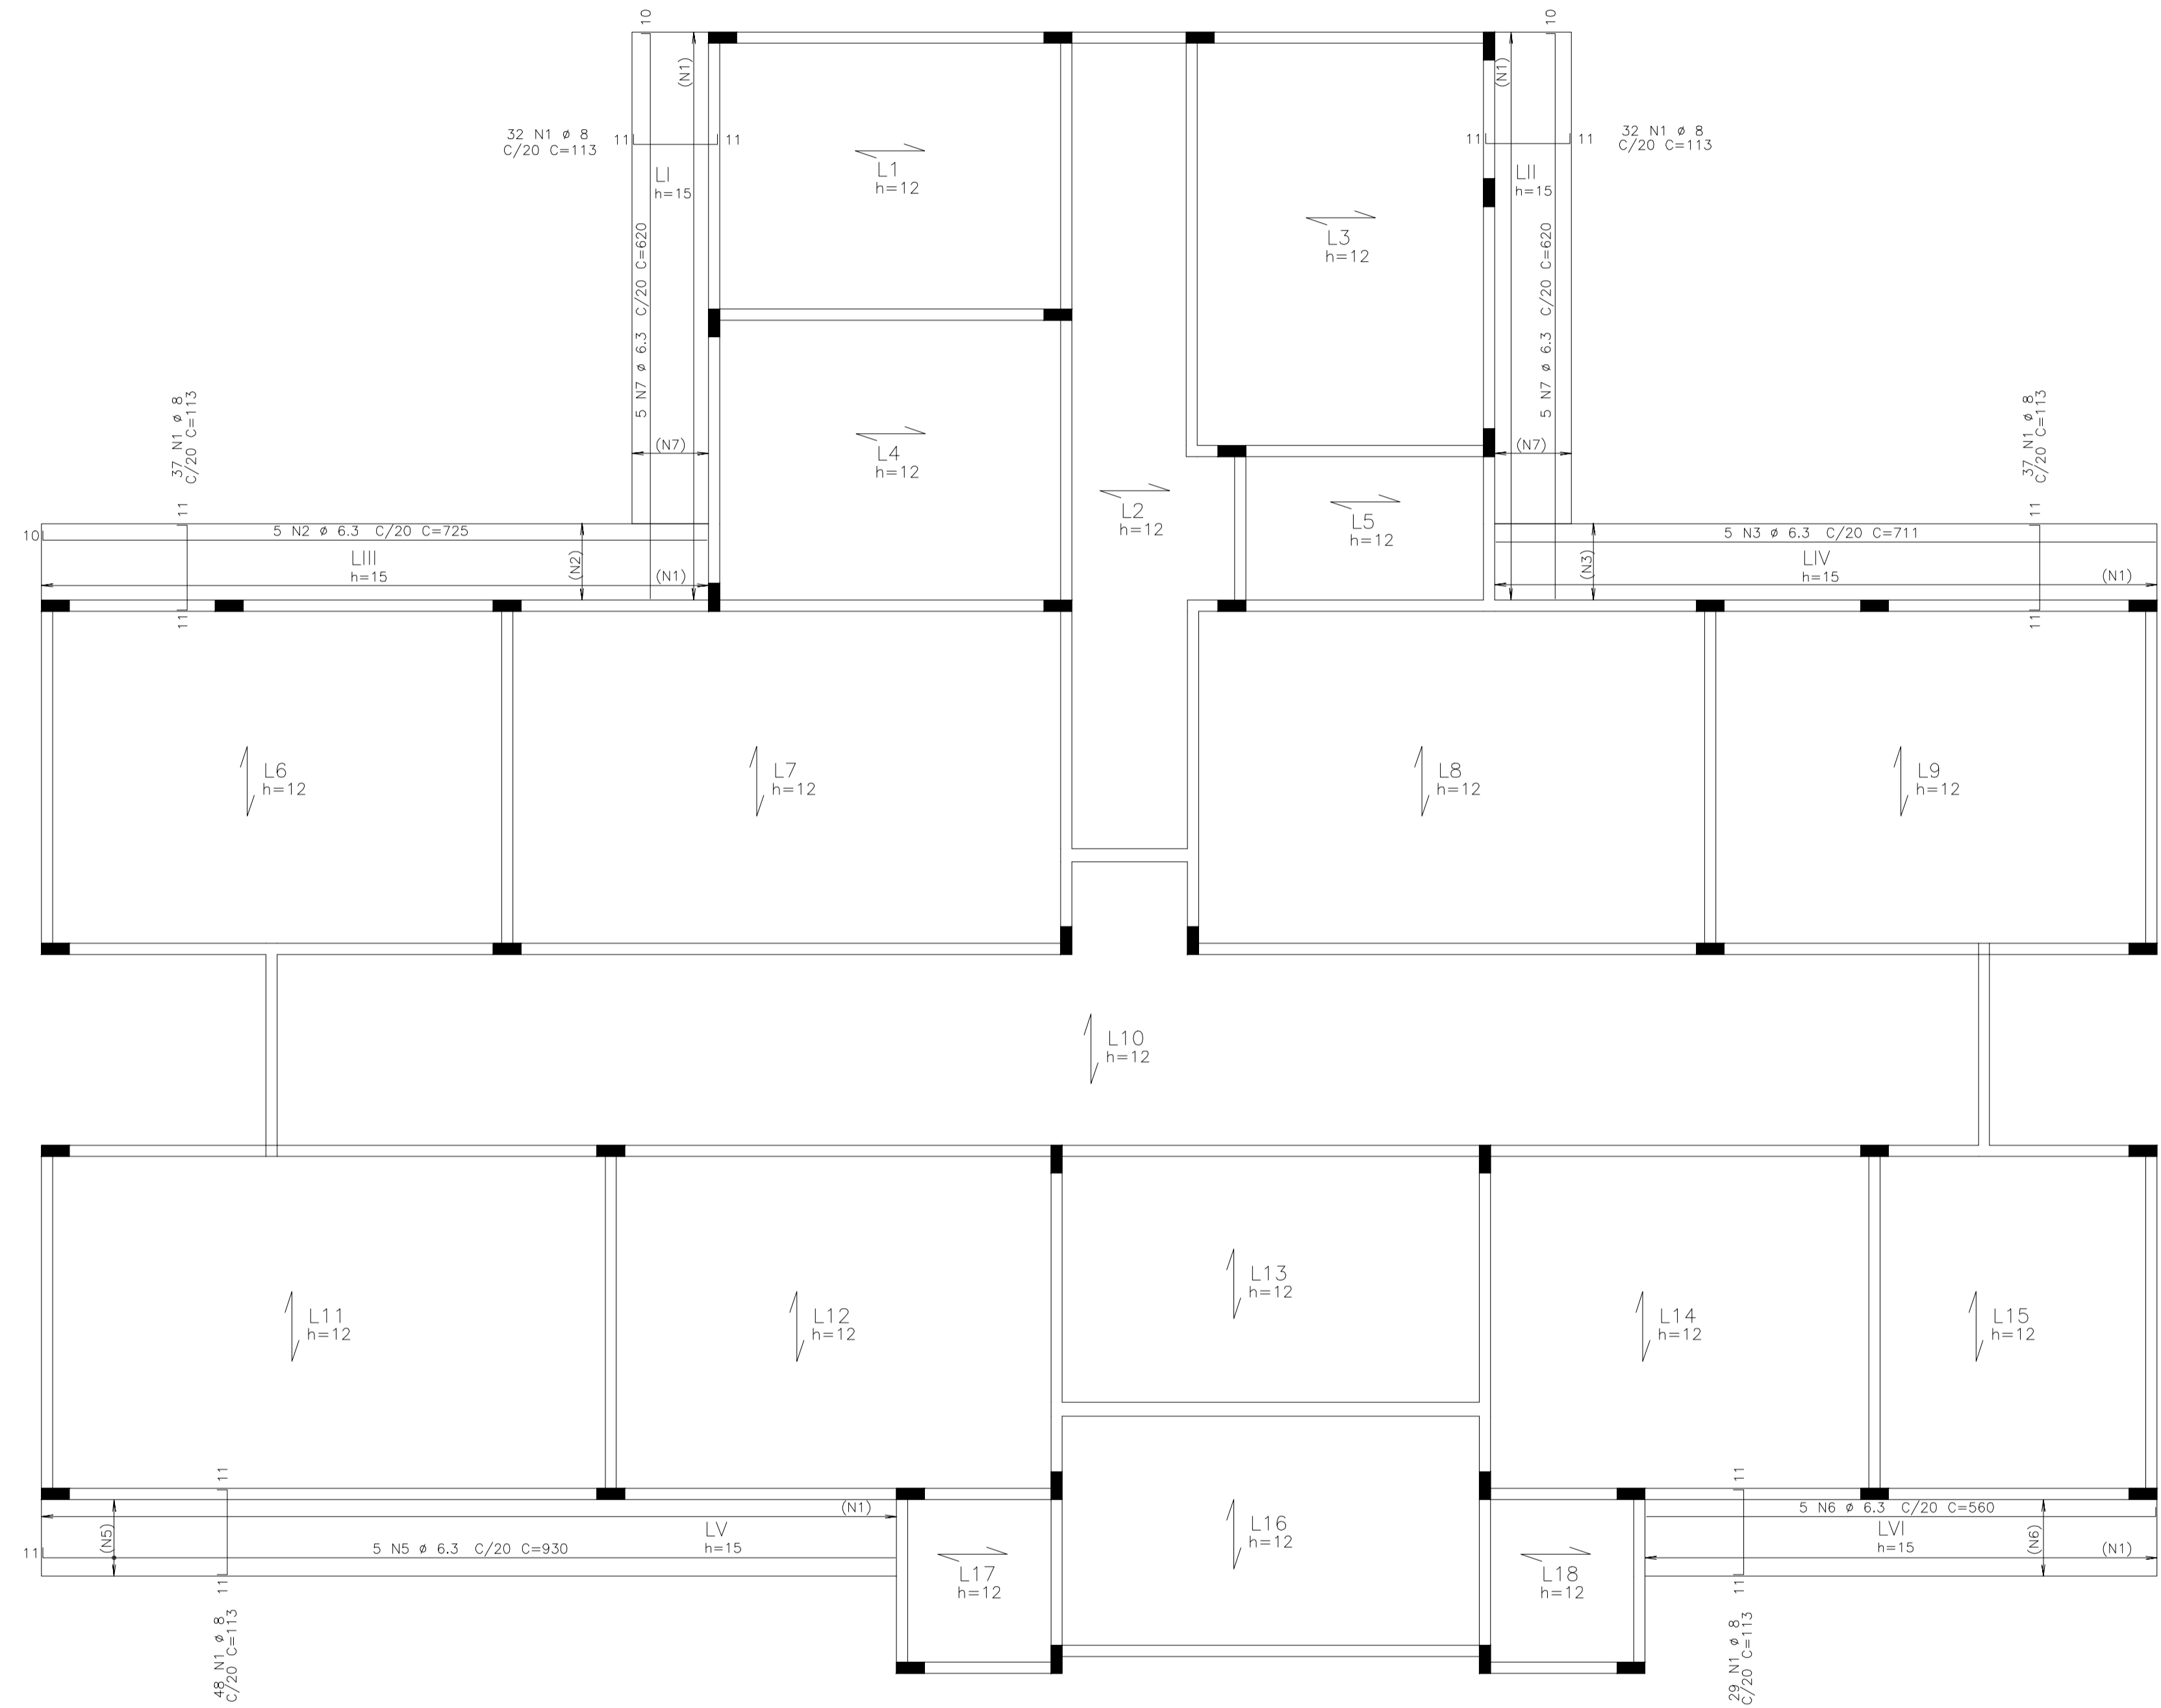 10
10
(N1)
(N1)
32 N1 ø 8
C/20 C=113
11
11
11
11
32 N1 ø 8
C/20 C=113
LI
h=15
L1
h=12
LII
h=15
L3
h=12
5 N7 ø 6.3 C/20 C=620
5 N7 ø 6.3 C/20 C=620
37 N1 ø 8
C/20 C=113
11
(N7)
L4
h=12
(N7)
37 N1 ø 8
C/20 C=113
11
L2
h=12
L5
h=12
10
5 N2 ø 6.3 C/20 C=725
LIII
h=15
(N2)
(N1)
5 N3 ø 6.3 C/20 C=711
LIV
h=15
(N3)
(N1)
11
11
L6
h=12
L7
h=12
L8
h=12
L9
h=12
L10
h=12
L11
h=12
L12
h=12
L13
h=12
L14
h=12
L15
h=12
11
11
(N1)
LV
h=15
(N5)
11
5 N5 ø 6.3 C/20 C=930
L16
h=12
5 N6 ø 6.3 C/20 C=560
LVI
h=15
(N6)
(N1)
L17
h=12
L18
h=12
11
48 N1 ø 8
C/20 C=113
11
29 N1 ø 8
C/20 C=113